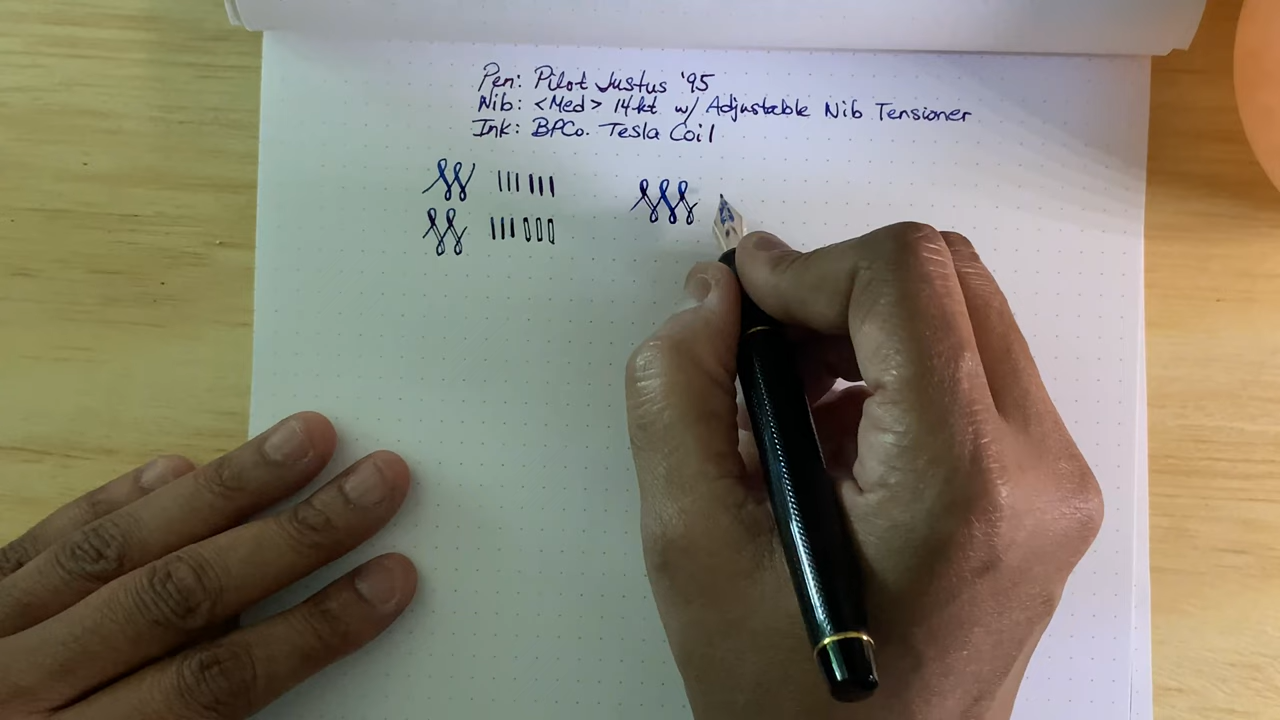 Pen: Pilot Justus '95
Nib: <Med> 14kt w/ Adjustable Nib Tensioner
Ink: BPCo. Tesla Coil